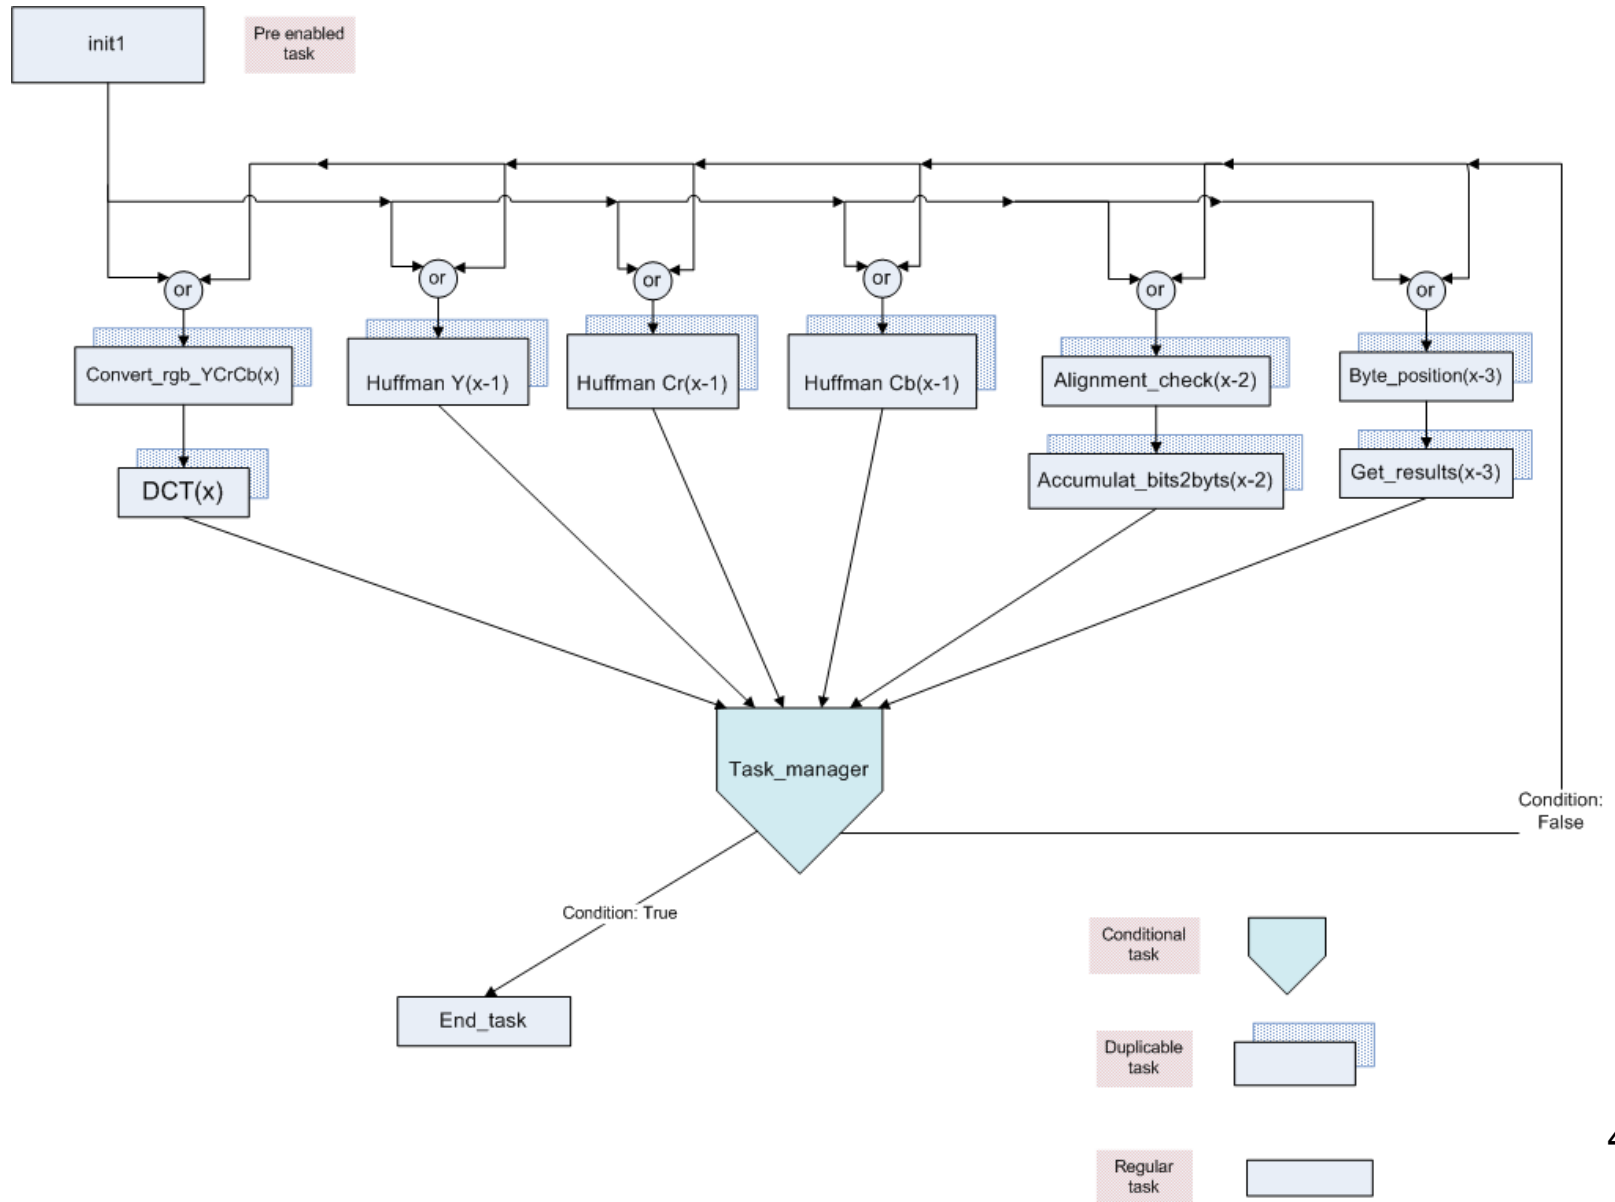 init1
Pre enabled
task
or
or
or
or
or
or
Convert_rgb_YCrCb(x)
Huffman Y(x-1)
Huffman Cr(x-1)
Huffman Cb(x-1)
Alignment_check(x-2)
Byte_position(x-3)
DCT(x)
Accumulat_bits2byts(x-2)
Get_results(x-3)
Task_manager
Condition:
False
Condition: True
End_task
Conditional
task
Duplicable
task
Regular
task